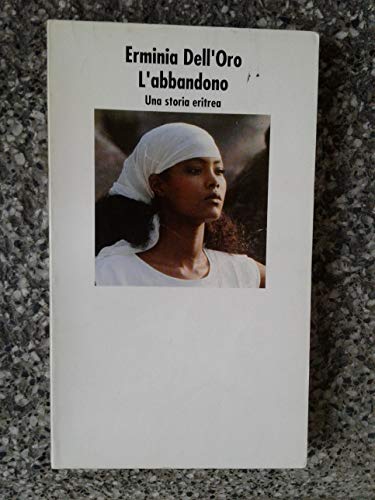 Erminia Dell'Oro
L'abbandono
Una storia eritrea